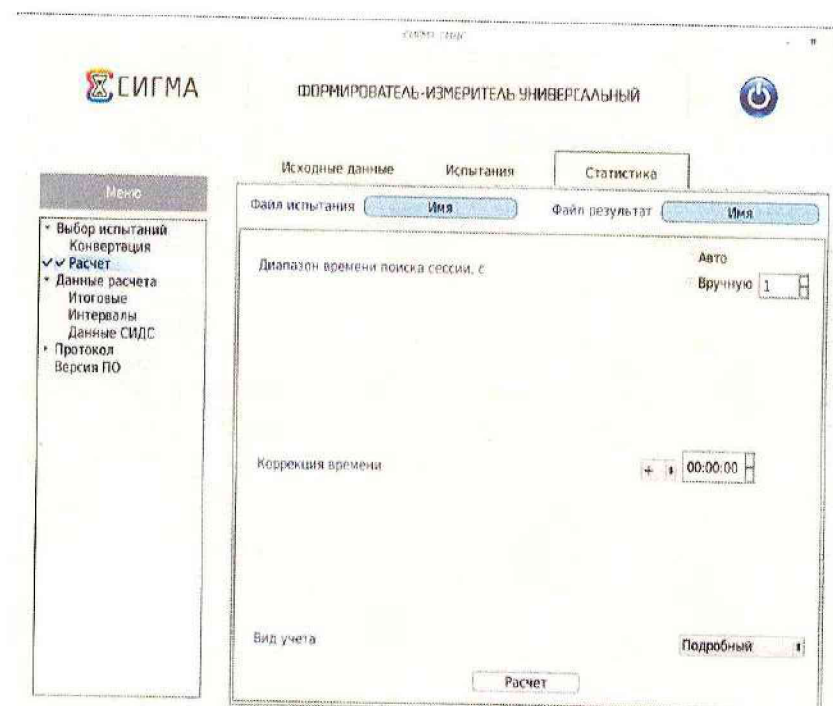 СИГМА СИДС
СИГМА
ФОРМИРОВАТЕЛЬ-ИЗМЕРИТЕЛЬ УНИВЕРСАЛЬНЫЙ
Исходные данные Испытания Статистика
Меню
Файл испытания Имя Файл результат Имя
Выбор испытаний
Конвертация
Расчет
Данные расчета
Итоговые
Интервалы
Данные СИДС
Протокол
Версия ПО
Диапазон времени поиска сессии, с
Авто
Вручную 1
Коррекция времени + 00:00:00
Вид учета Подробный
Расчет